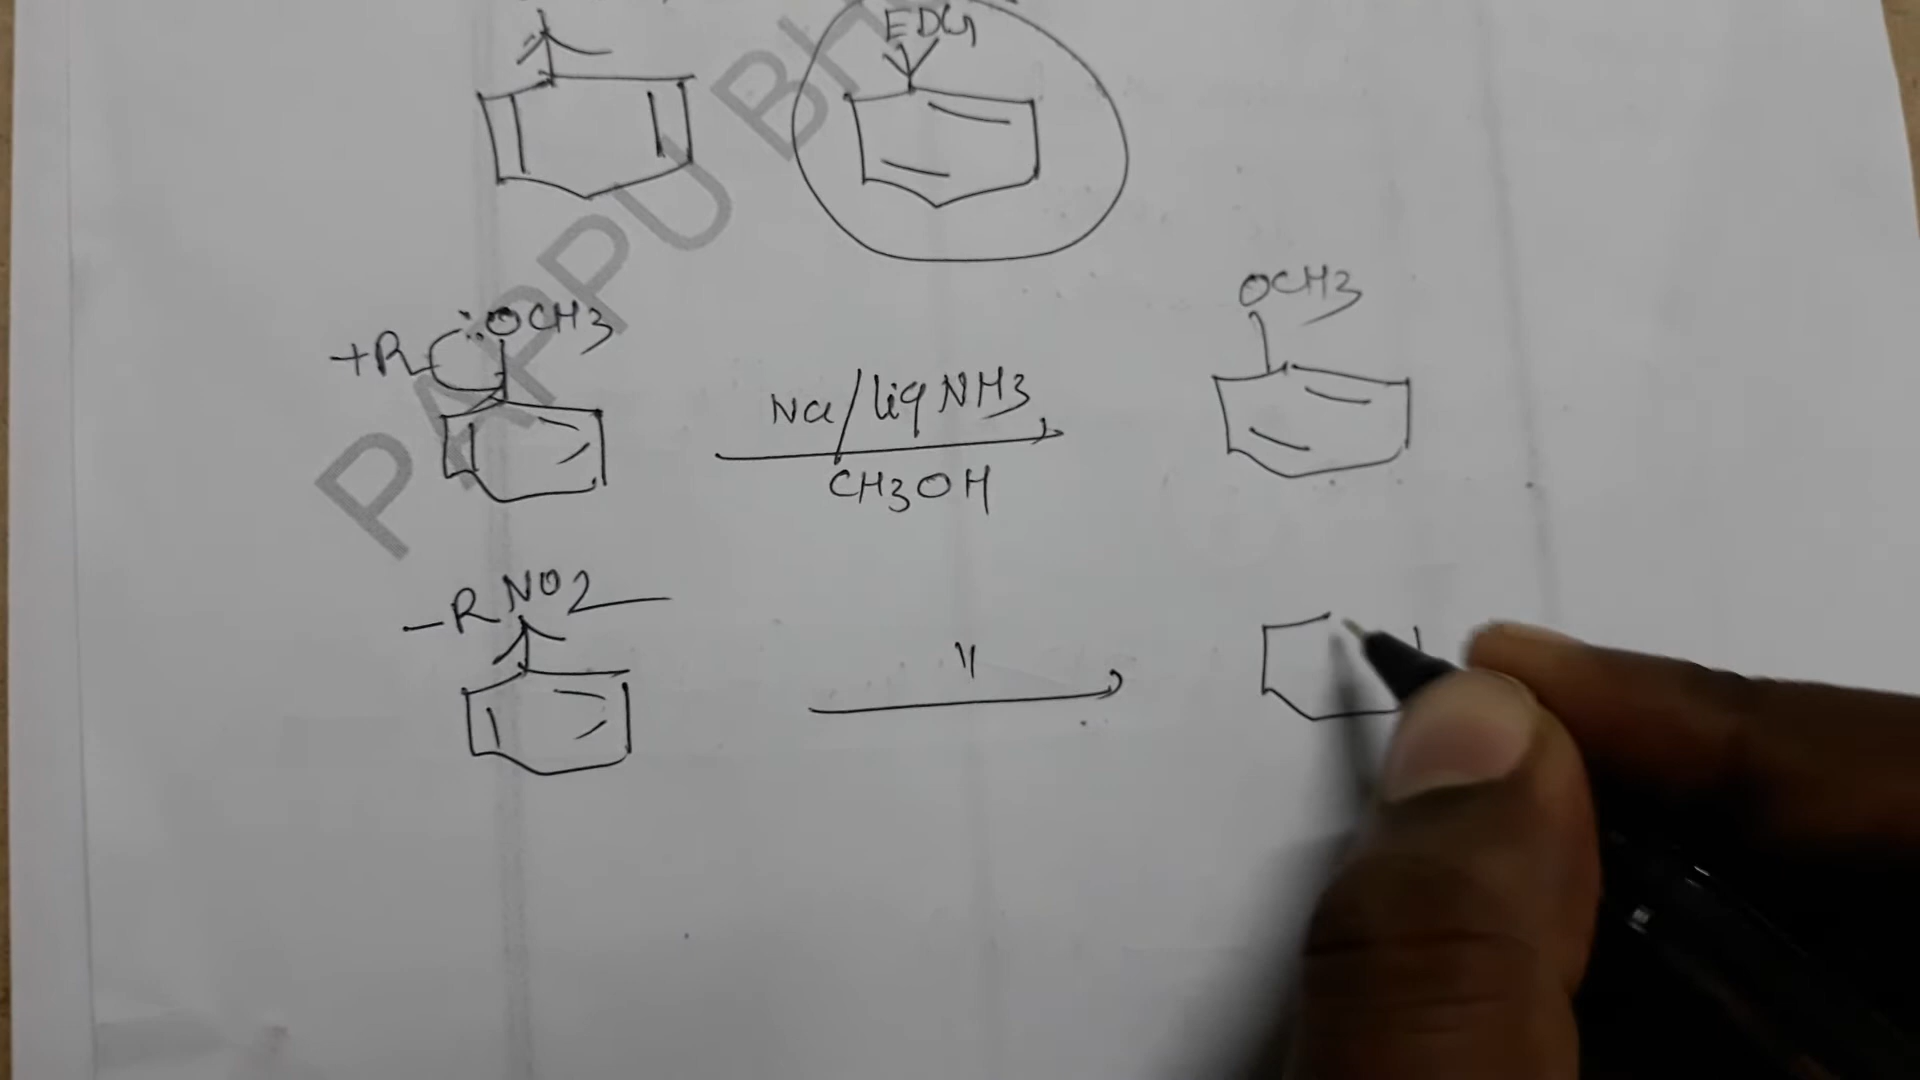 EDG
OCH3
+R :OCH3
Na/liq NH3
CH3OH
-R NO2
"
PAPPU BH